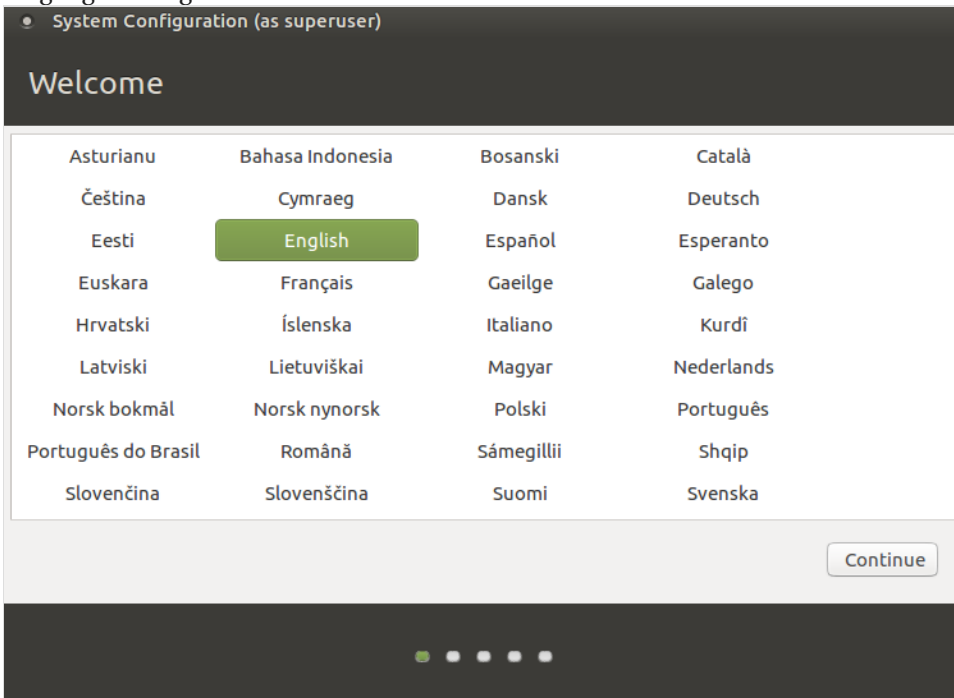 System Configuration (as superuser)
Welcome
Asturianu Bahasa Indonesia Bosanski Català
Čeština Cymraeg Dansk Deutsch
Eesti English Español Esperanto
Euskara Français Gaeilge Galego
Hrvatski Íslenska Italiano Kurdî
Latviski Lietuviškai Magyar Nederlands
Norsk bokmål Norsk nynorsk Polski Português
Português do Brasil Română Sámegillii Shqip
Slovenčina Slovenščina Suomi Svenska
Continue